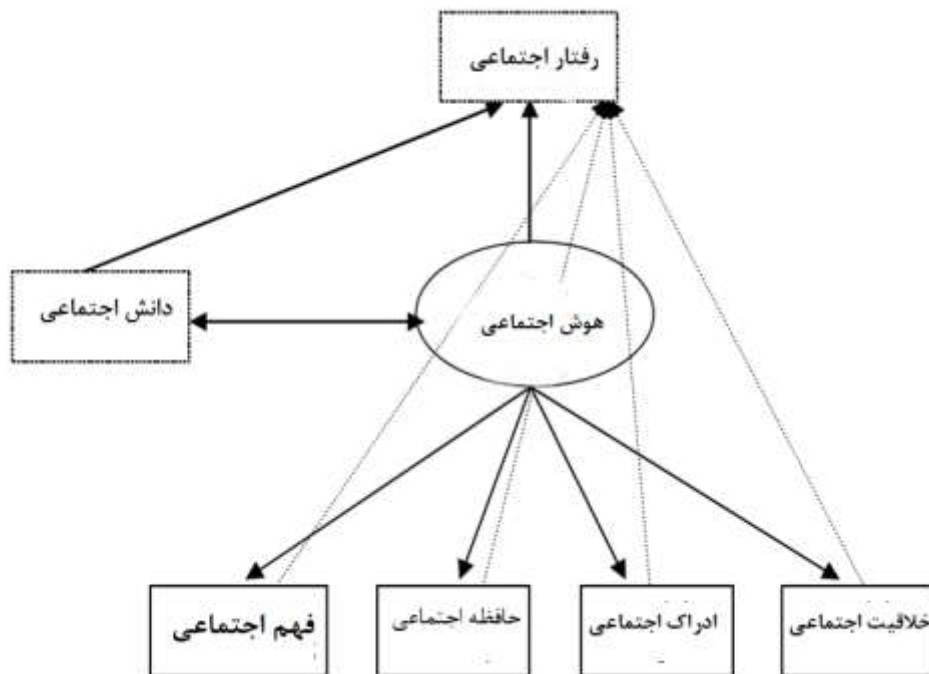 رفتار اجتماعی
دانش اجتماعی
هوش اجتماعی
خلاقیت اجتماعی
ادراک اجتماعی
حافظه اجتماعی
فهم اجتماعی